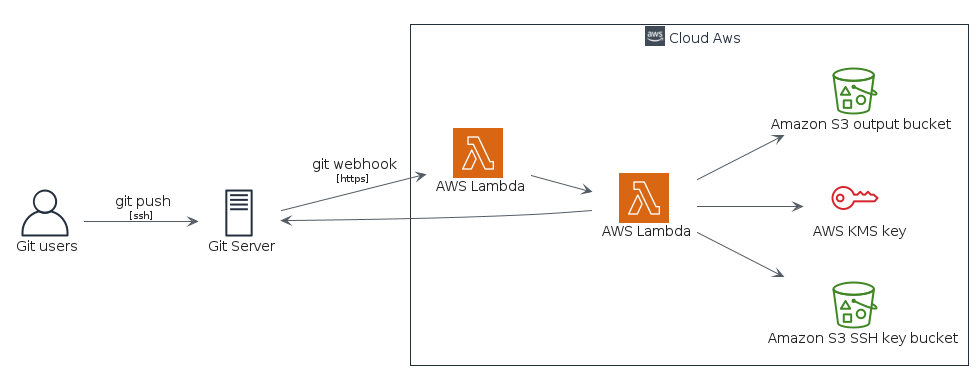 aws Cloud Aws
Amazon S3 output bucket
git webhook
[https]
AWS Lambda
git push
[ssh]
Git users
Git Server
AWS Lambda
AWS KMS key
Amazon S3 SSH key bucket